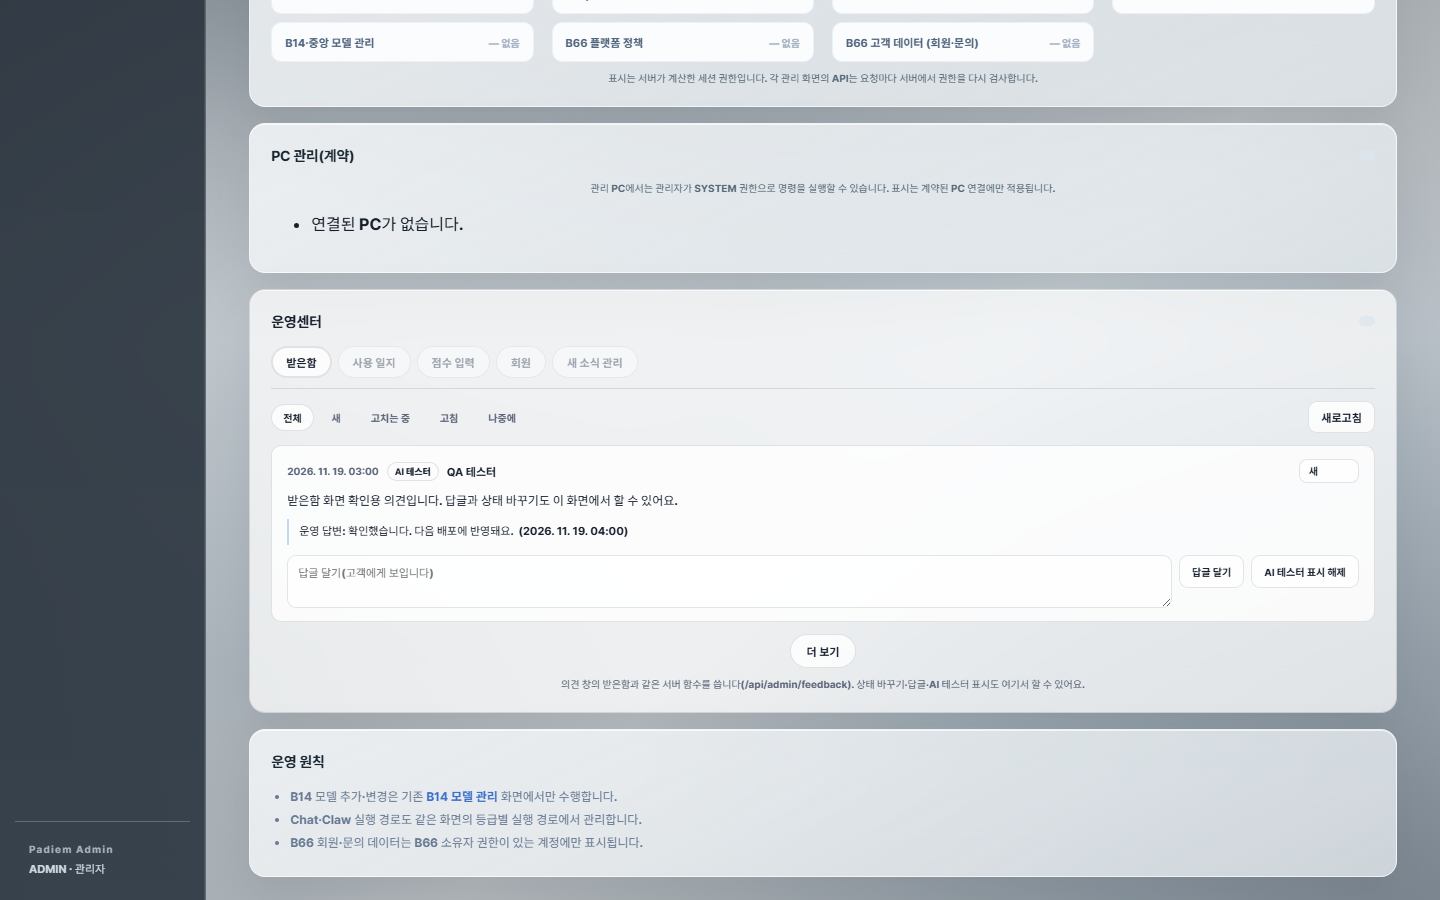 B14·중앙 모델 관리 — 없음
B66 플랫폼 정책 — 없음
B66 고객 데이터 (회원·문의) — 없음
표시는 서버가 계산한 세션 권한입니다. 각 관리 화면의 API는 요청마다 서버에서 권한을 다시 검사합니다.
PC 관리(계약)
관리 PC에서는 관리자가 SYSTEM 권한으로 명령을 실행할 수 있습니다. 표시는 계약된 PC 연결에만 적용됩니다.
• 연결된 PC가 없습니다.
운영센터
받은함 사용 일지 점수 입력 회원 새 소식 관리
전체 새 고치는 중 고침 나중에 새로고침
2026. 11. 19. 03:00 AI 테스터 QA 테스터 새
받은함 화면 확인용 의견입니다. 답글과 상태 바꾸기도 이 화면에서 할 수 있어요.
운영 답변: 확인했습니다. 다음 배포에 반영돼요. (2026. 11. 19. 04:00)
답글 달기(고객에게 보입니다) 답글 달기 AI 테스터 표시 해제
더 보기
의견 창의 받은함과 같은 서버 함수를 씁니다(/api/admin/feedback). 상태 바꾸기·답글·AI 테스터 표시도 여기서 할 수 있어요.
운영 원칙
• B14 모델 추가·변경은 기존 B14 모델 관리 화면에서만 수행합니다.
• Chat·Claw 실행 경로도 같은 화면의 등급별 실행 경로에서 관리합니다.
• B66 회원·문의 데이터는 B66 소유자 권한이 있는 계정에만 표시됩니다.
Padiem Admin
ADMIN · 관리자